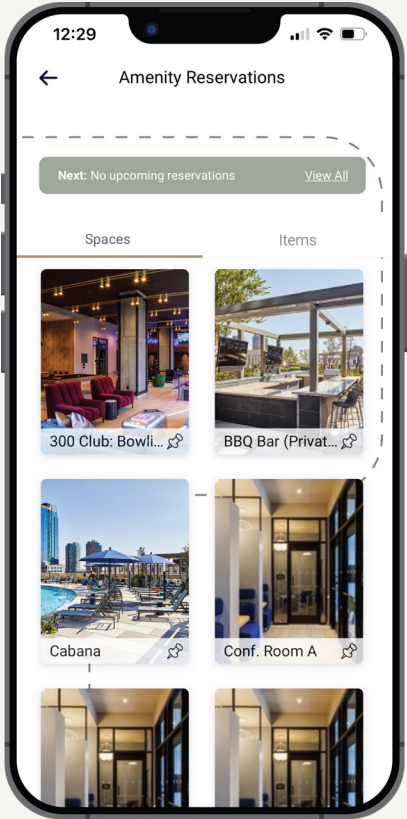 12:29
Amenity Reservations
Next: No upcoming reservations View All
Spaces Items
300 Club: Bowli... BBQ Bar (Privat...
Cabana Conf. Room A